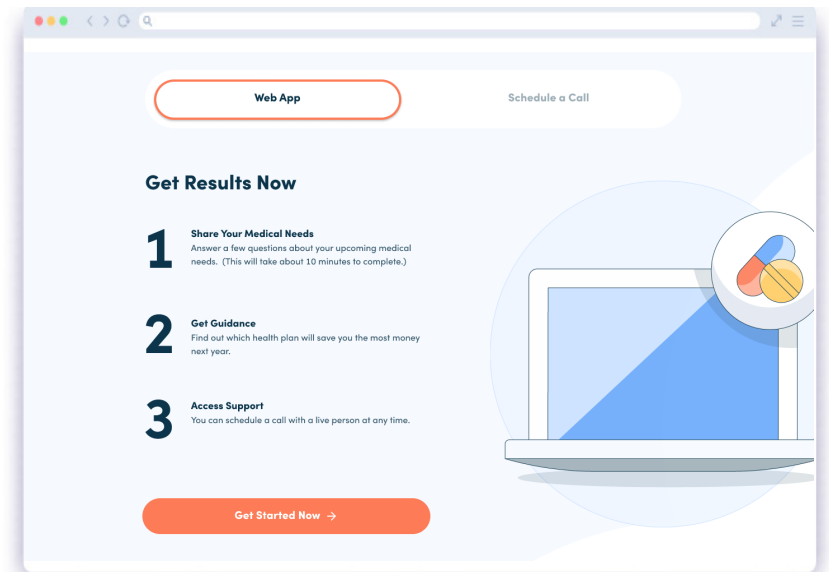 Web App
Schedule a Call
Get Results Now
1
Share Your Medical Needs
Answer a few questions about your upcoming medical
needs. (This will take about 10 minutes to complete.)
2
Get Guidance
Find out which health plan will save you the most money
next year.
3
Access Support
You can schedule a call with a live person at any time.
Get Started Now →